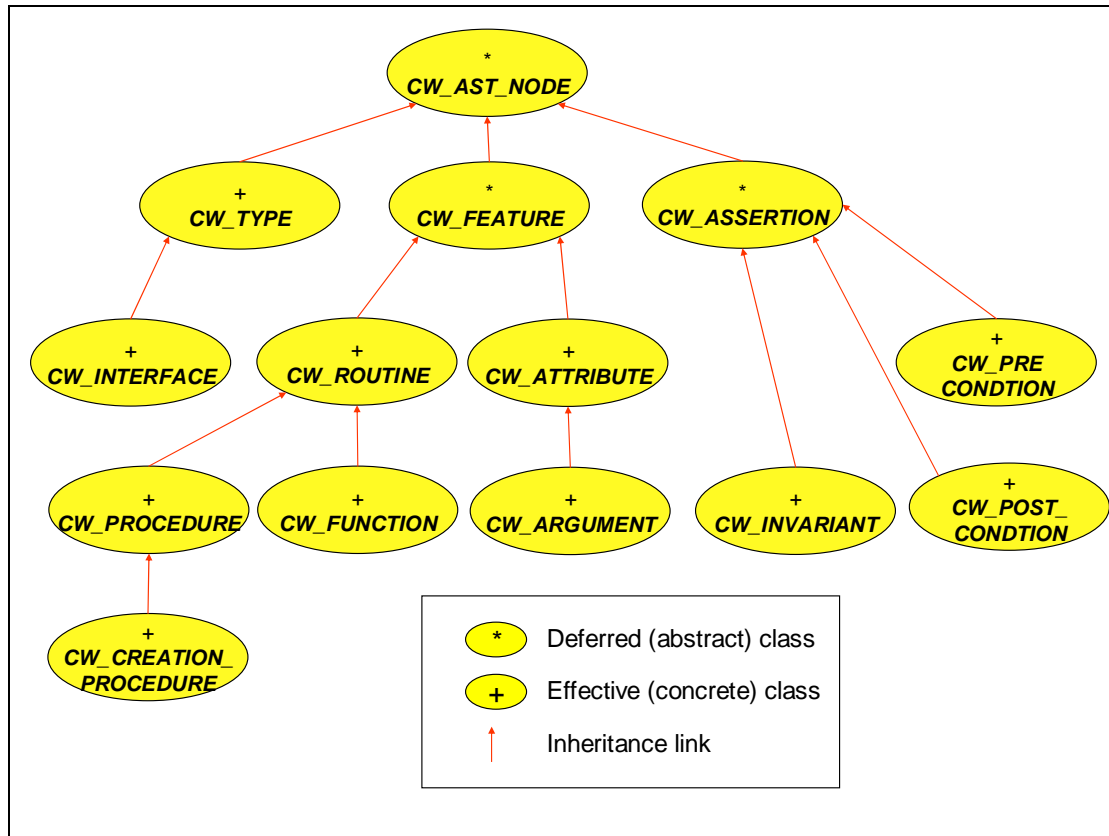 *
CW_AST_NODE
+
CW_TYPE
*
CW_FEATURE
*
CW_ASSERTION
+
CW_INTERFACE
+
CW_ROUTINE
+
CW_ATTRIBUTE
+
CW_PRE
CONDTION
+
CW_PROCEDURE
+
CW_FUNCTION
+
CW_ARGUMENT
+
CW_INVARIANT
+
CW_POST_
CONDTION
+
CW_CREATION_
PROCEDURE
* Deferred (abstract) class
+ Effective (concrete) class
Inheritance link